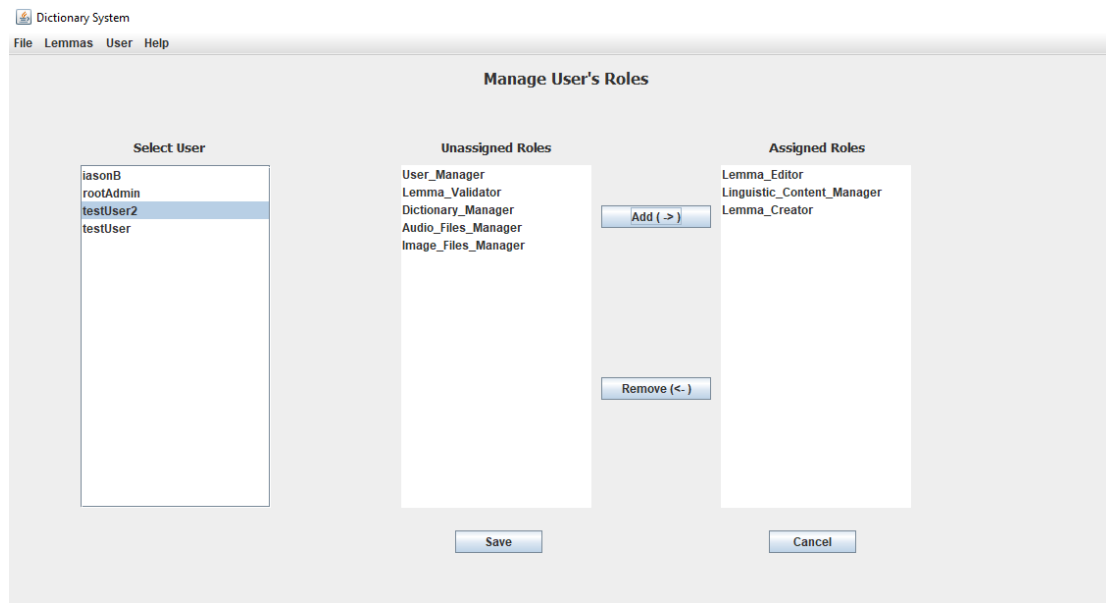 Dictionary System
File Lemmas User Help
Manage User's Roles
Select User
iasonB
rootAdmin
testUser2
testUser
Unassigned Roles
User_Manager
Lemma_Validator
Dictionary_Manager
Audio_Files_Manager
Image_Files_Manager
Add ( -> )
Remove (<- )
Assigned Roles
Lemma_Editor
Linguistic_Content_Manager
Lemma_Creator
Save
Cancel